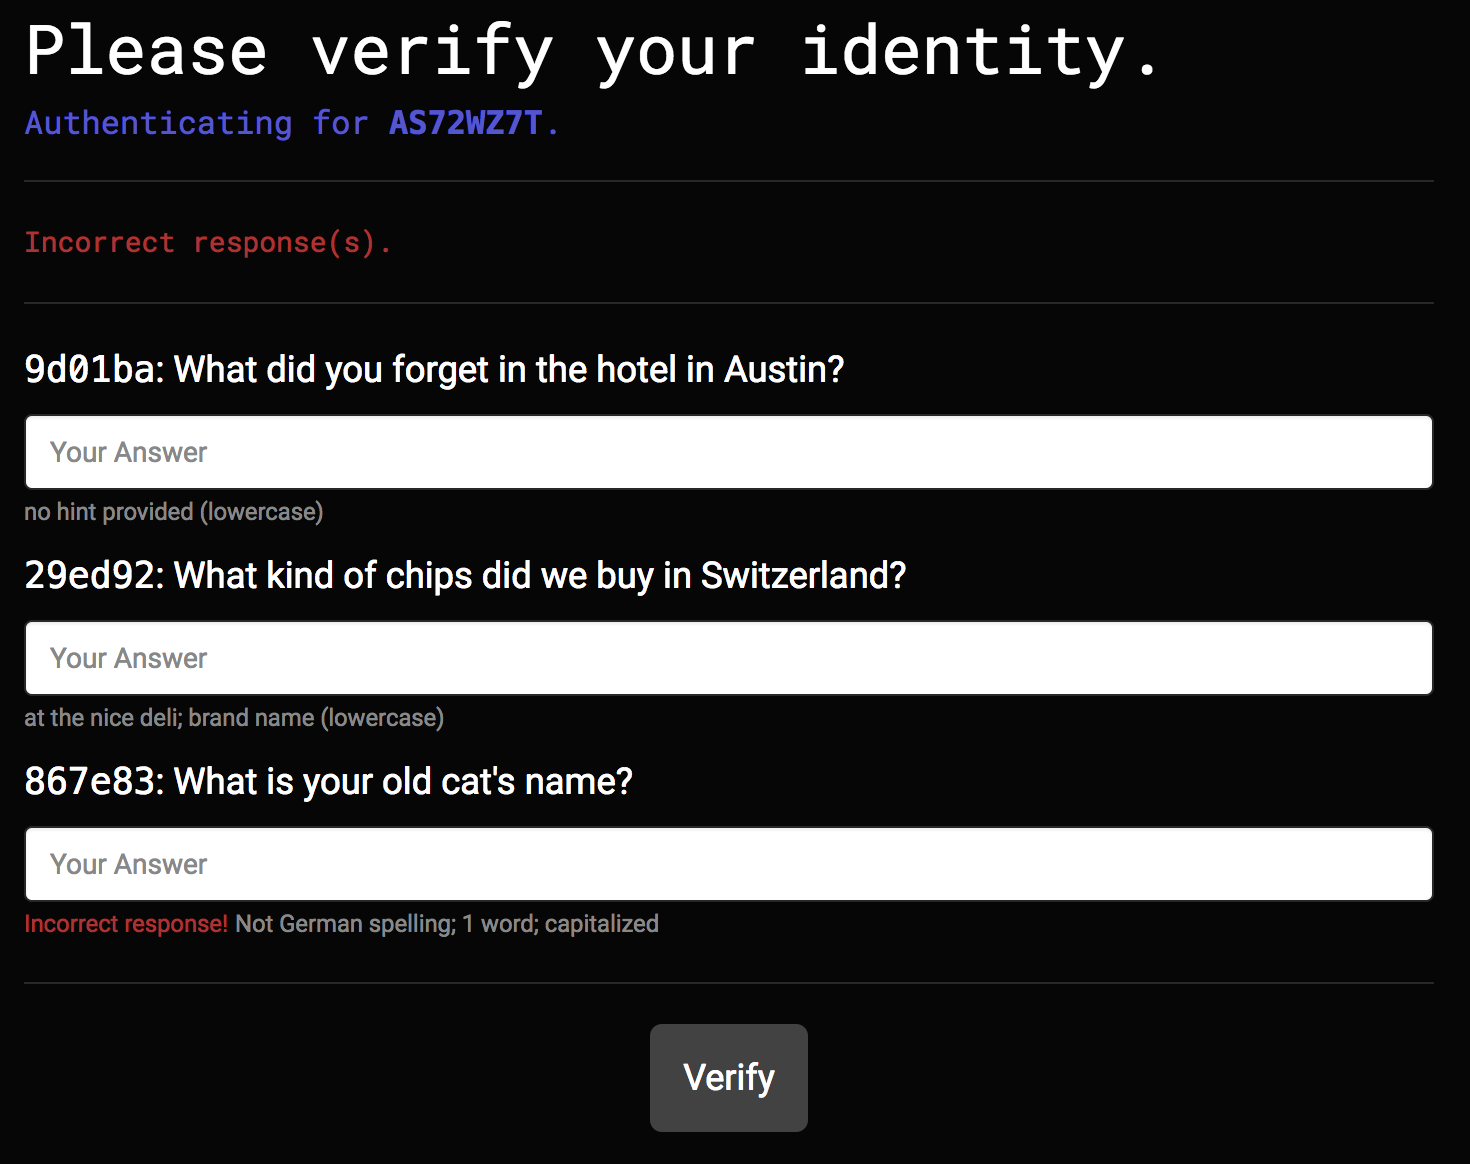 Please verify your identity.
Authenticating for AS72WZ7T.
Incorrect response(s).
9d01ba: What did you forget in the hotel in Austin?
Your Answer
no hint provided (lowercase)
29ed92: What kind of chips did we buy in Switzerland?
Your Answer
at the nice deli; brand name (lowercase)
867e83: What is your old cat's name?
Your Answer
Incorrect response! Not German spelling; 1 word; capitalized
Verify